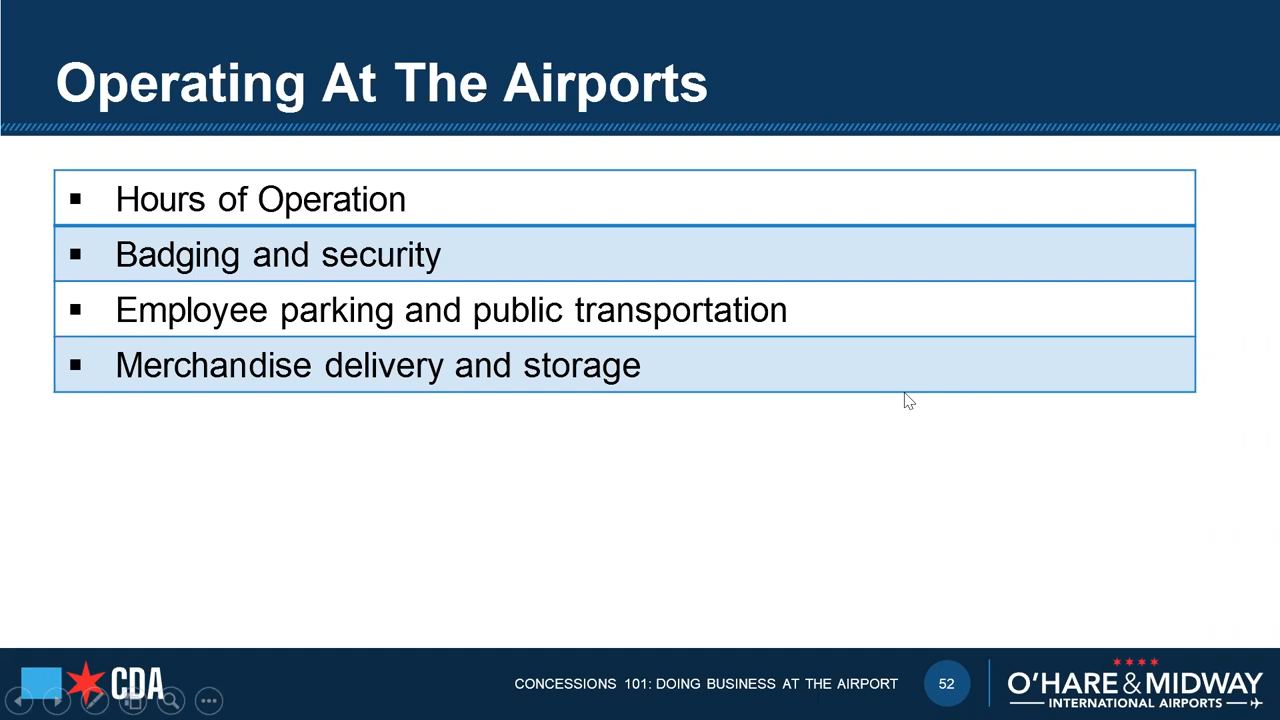 Operating At The Airports
▪ Hours of Operation
▪ Badging and security
▪ Employee parking and public transportation
▪ Merchandise delivery and storage
CDA
CONCESSIONS 101: DOING BUSINESS AT THE AIRPORT
52
O'HARE & MIDWAY
INTERNATIONAL AIRPORTS